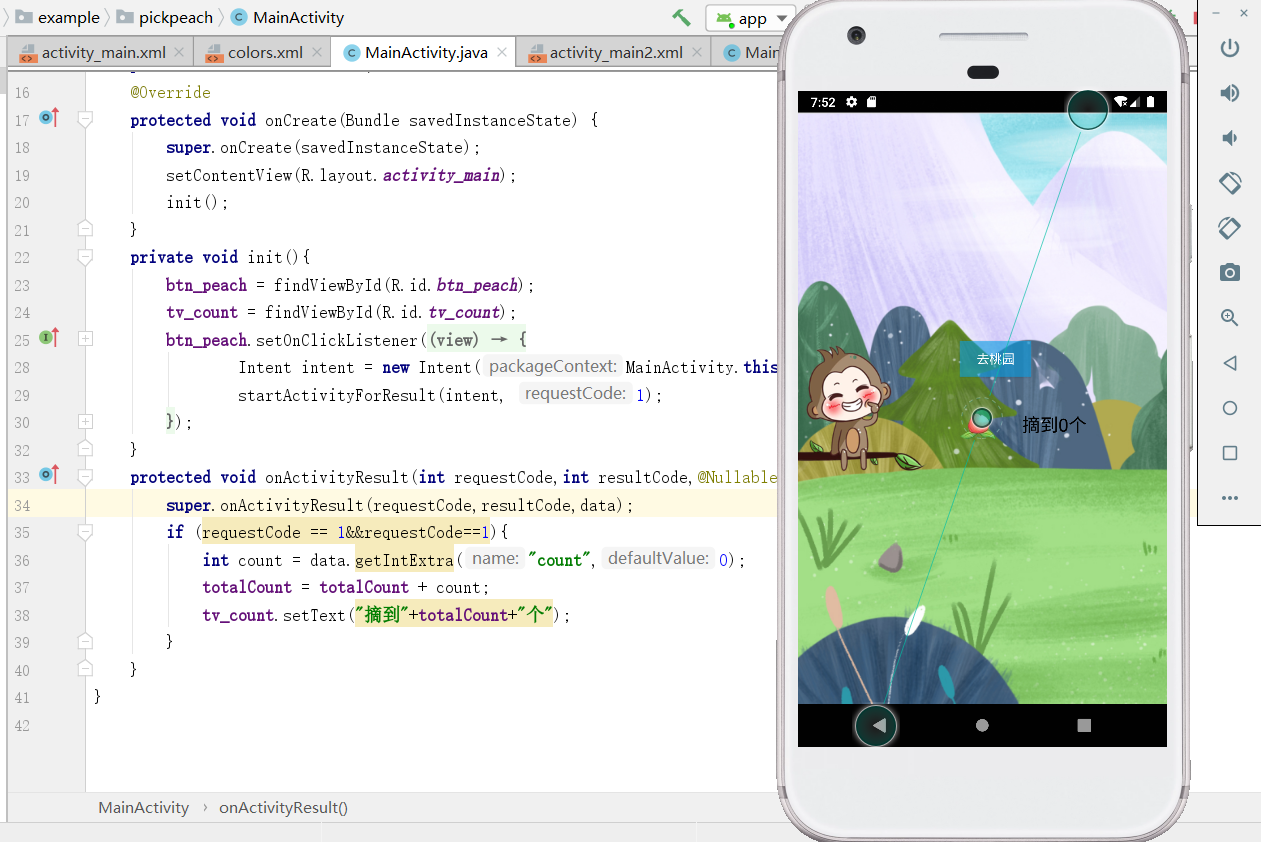 example pickpeach MainActivity app
activity_main.xml colors.xml MainActivity.java activity_main2.xml Main
16 @Override
17 protected void onCreate(Bundle savedInstanceState) {
18 super.onCreate(savedInstanceState);
19 setContentView(R.layout.activity_main);
20 init();
21 }
22 private void init(){
23 btn_peach = findViewById(R.id.btn_peach);
24 tv_count = findViewById(R.id.tv_count);
25 btn_peach.setOnClickListener((view) → {
28 Intent intent = new Intent( packageContext: MainActivity.this
29 startActivityForResult(intent, requestCode: 1);
30 });
32 }
33 protected void onActivityResult(int requestCode,int resultCode,@Nullable
34 super.onActivityResult(requestCode,resultCode,data);
35 if (requestCode == 1&&requestCode==1){
36 int count = data.getIntExtra( name: "count", defaultValue: 0);
37 totalCount = totalCount + count;
38 tv_count.setText("摘到"+totalCount+"个");
39 }
40 }
41 }
42
MainActivity › onActivityResult()
7:52
去桃园
摘到0个